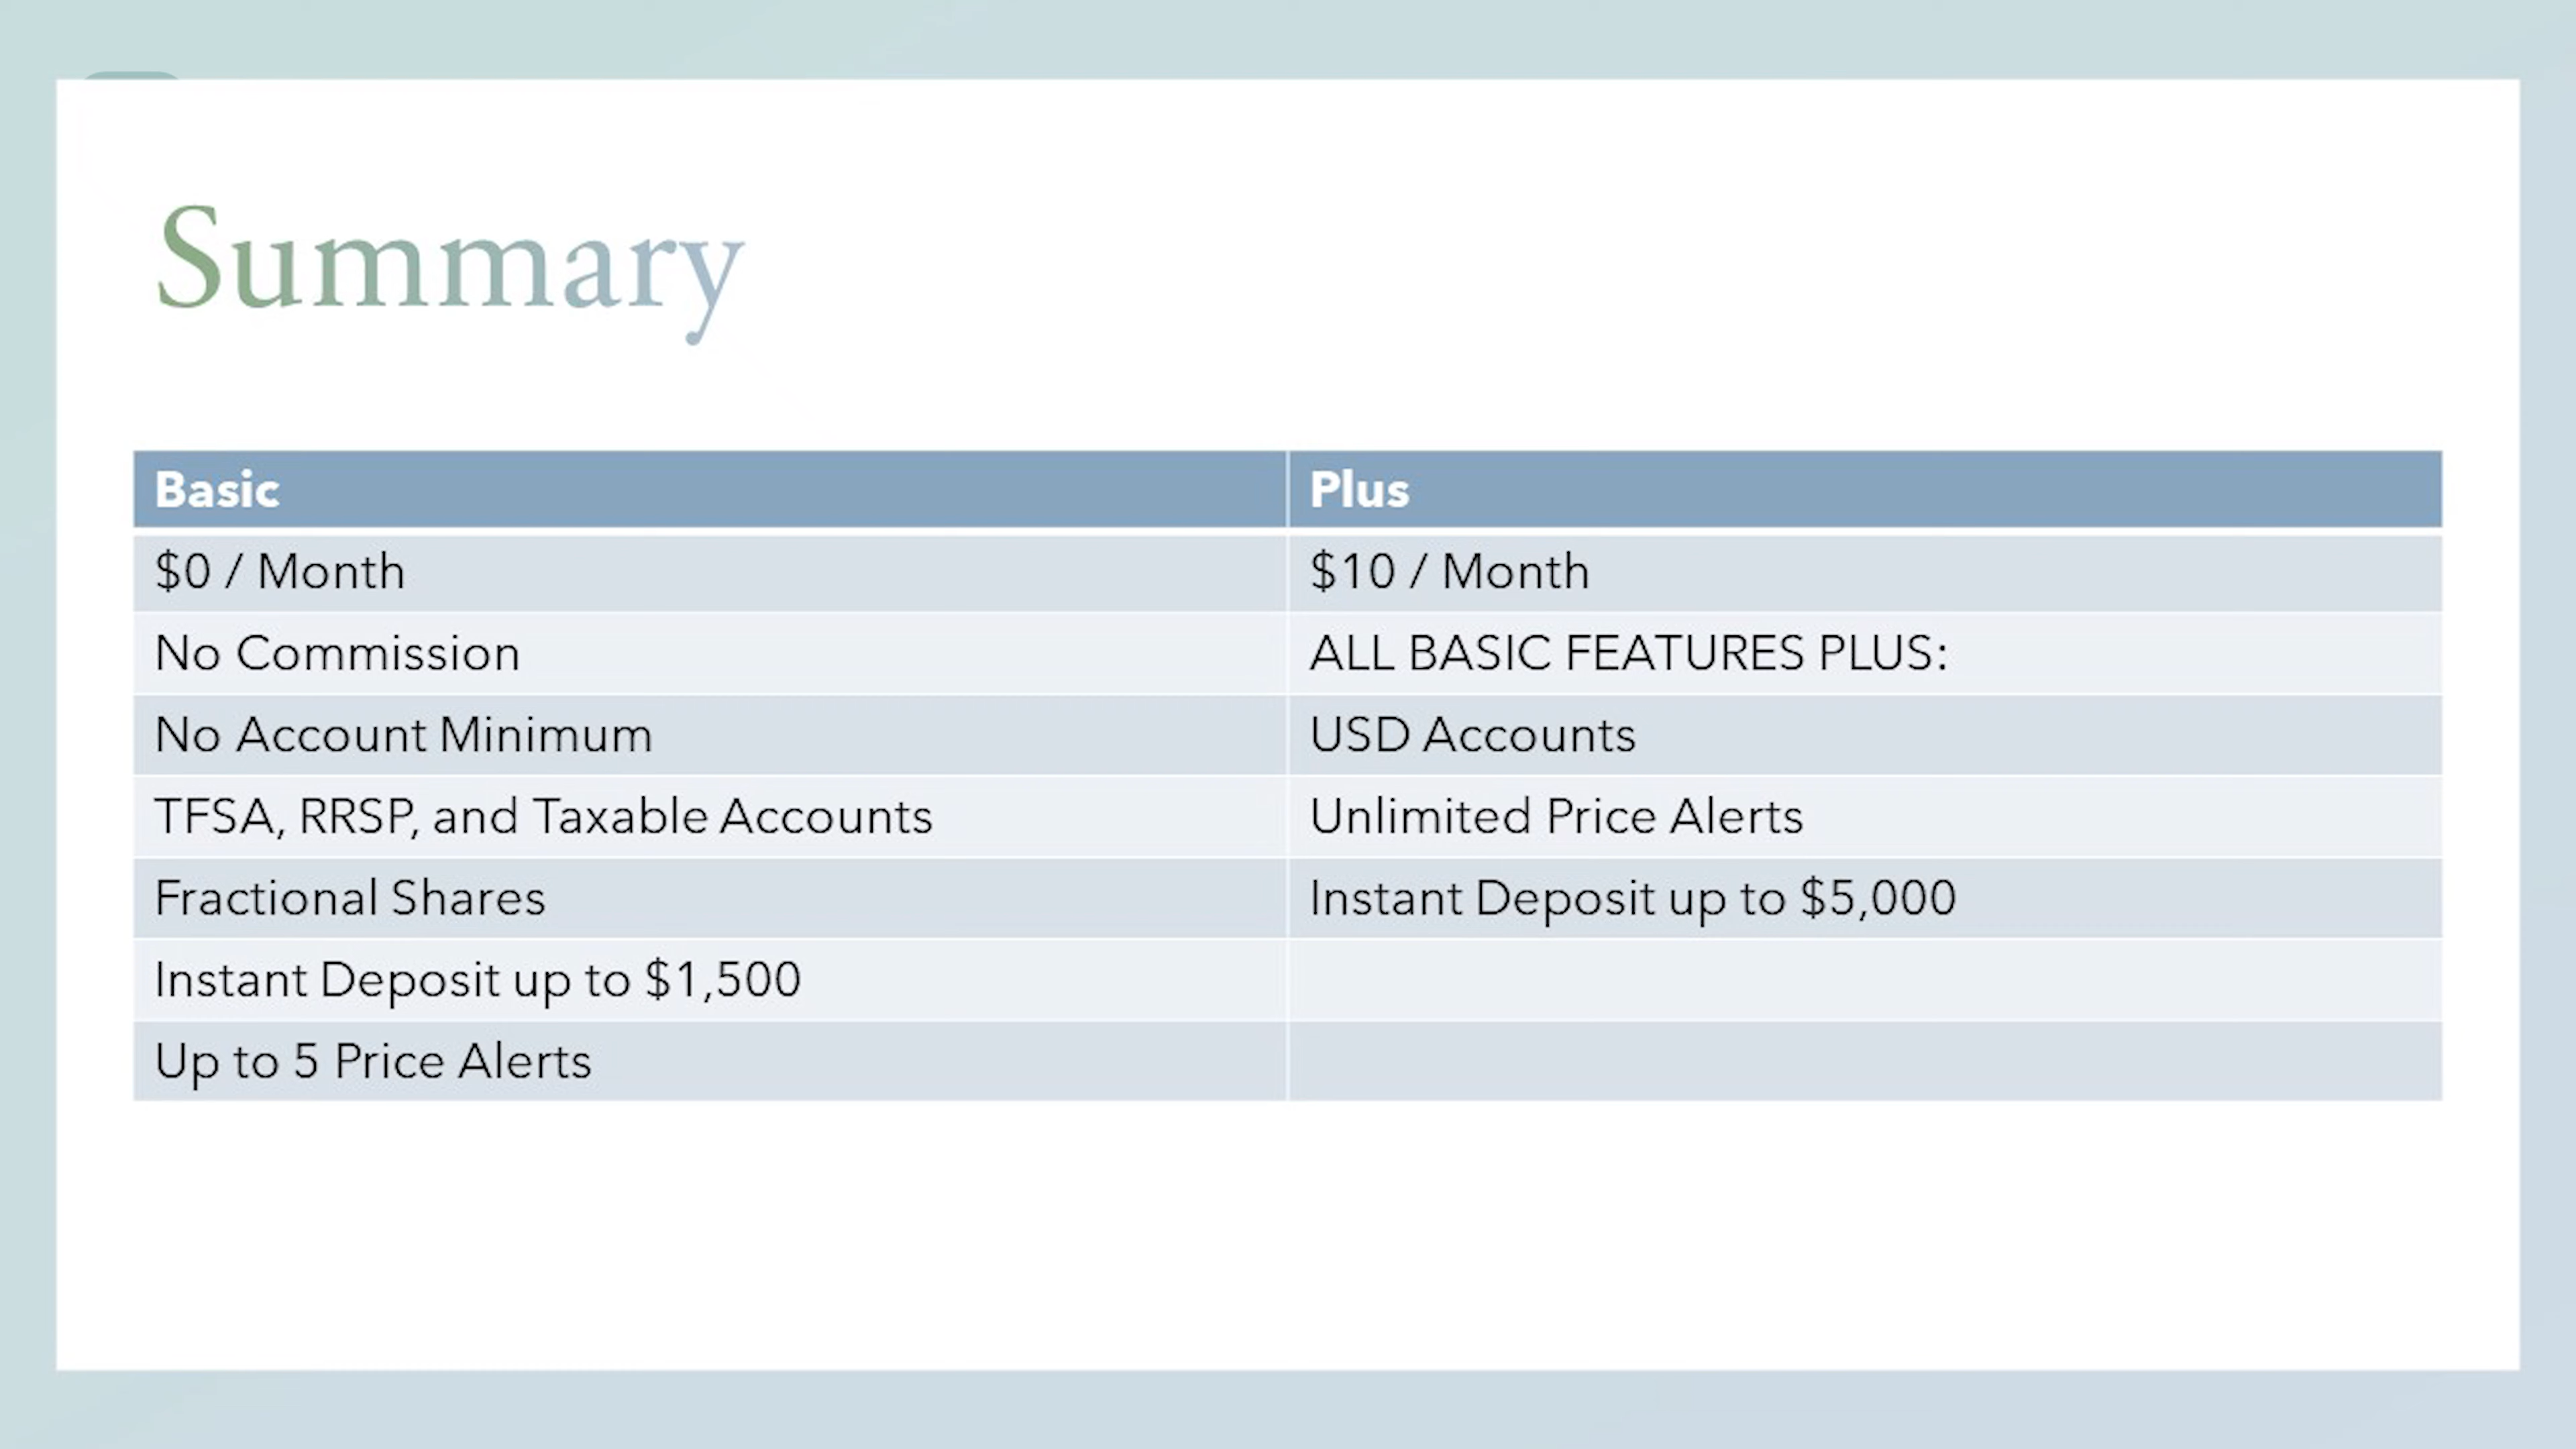 Summary
Basic
Plus
$0 / Month
$10 / Month
No Commission
ALL BASIC FEATURES PLUS:
No Account Minimum
USD Accounts
TFSA, RRSP, and Taxable Accounts
Unlimited Price Alerts
Fractional Shares
Instant Deposit up to $5,000
Instant Deposit up to $1,500
Up to 5 Price Alerts